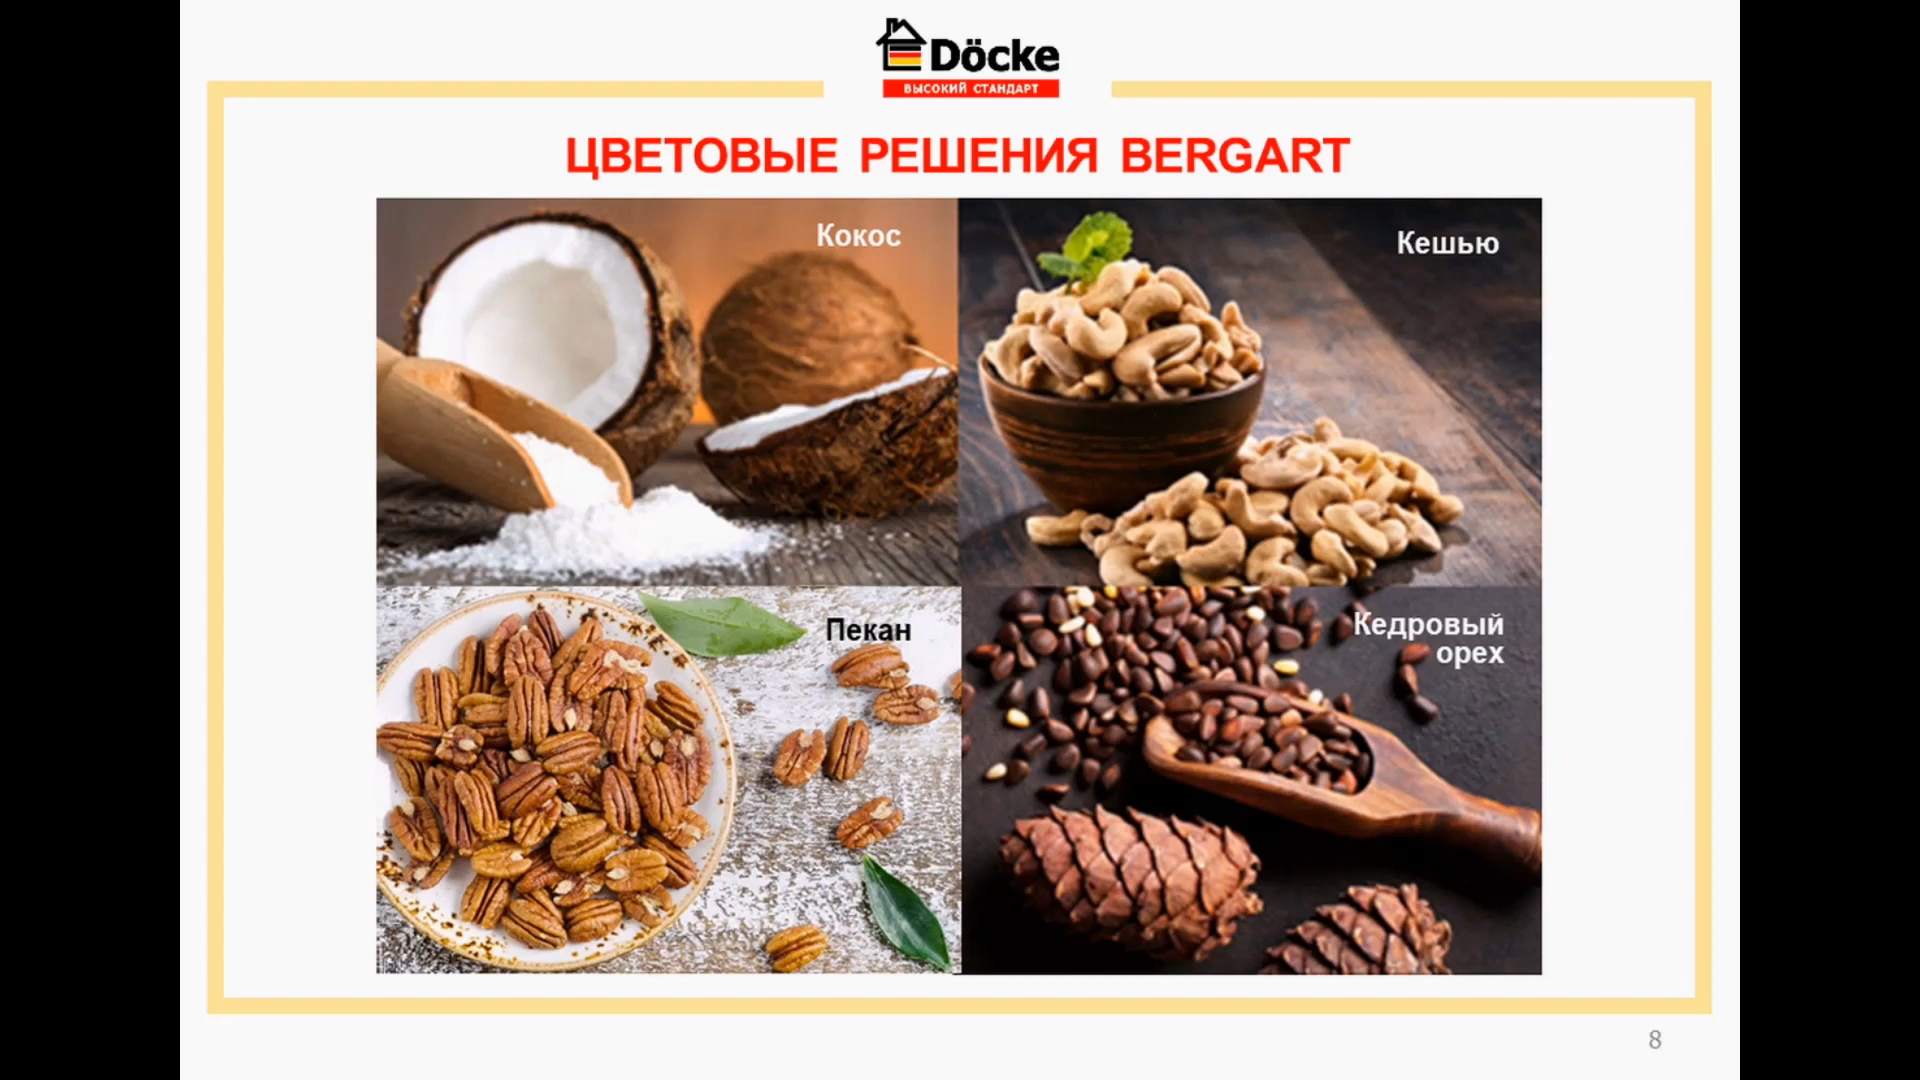 Döcke
ВЫСОКИЙ СТАНДАРТ
ЦВЕТОВЫЕ РЕШЕНИЯ BERGART
Кокос
Кешью
Пекан
Кедровый
орех
8